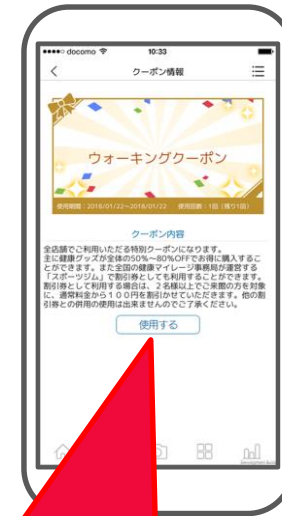 docomo 10:33
クーポン情報
ウォーキングクーポン
使用期間：2016/01/22~2016/01/22 使用回数：1回（残り1回）
クーポン内容
全店舗でご利用いただる特別クーポンになります。
主に健康グッズが全体の50%~80%OFFでお得に購入するこ
とができます。また全国の健康マイレージ事務局が運営する
「スポーツジム」で割引券としても利用することができます。
割引券として利用する場合は、２名様以上でご来館の方を対象
に、通常料金から１００円を割引かせていただきます。他の割
引券との併用の使用は出来ませんのでご了承ください。
使用する